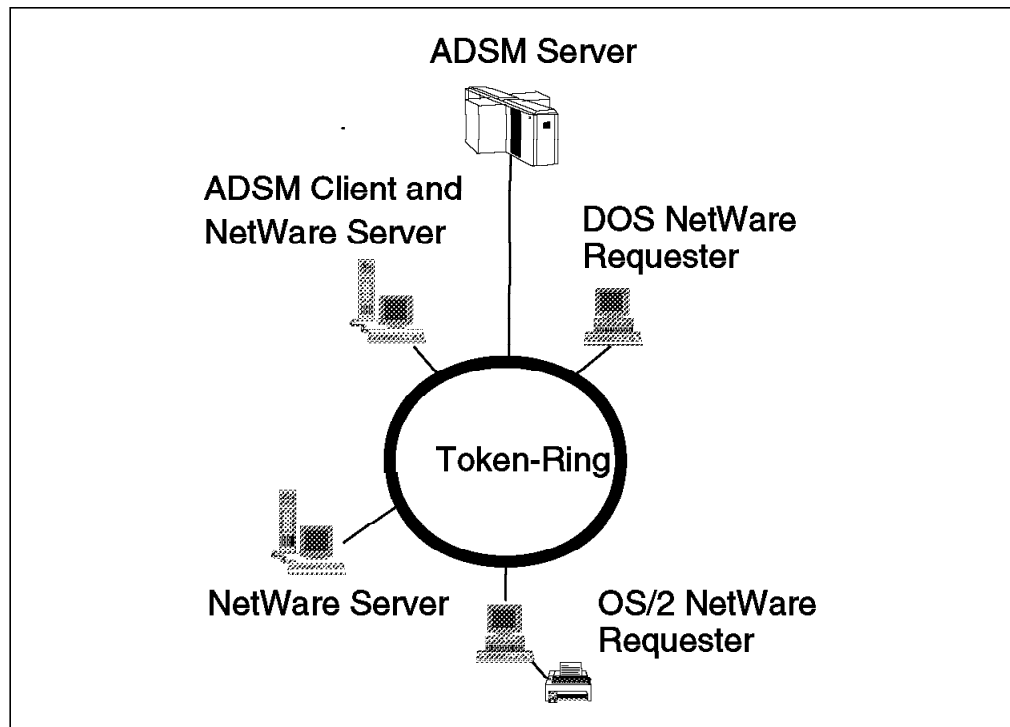 ADSM Server
ADSM Client and
NetWare Server
DOS NetWare
Requester
Token-Ring
NetWare Server
OS/2 NetWare
Requester